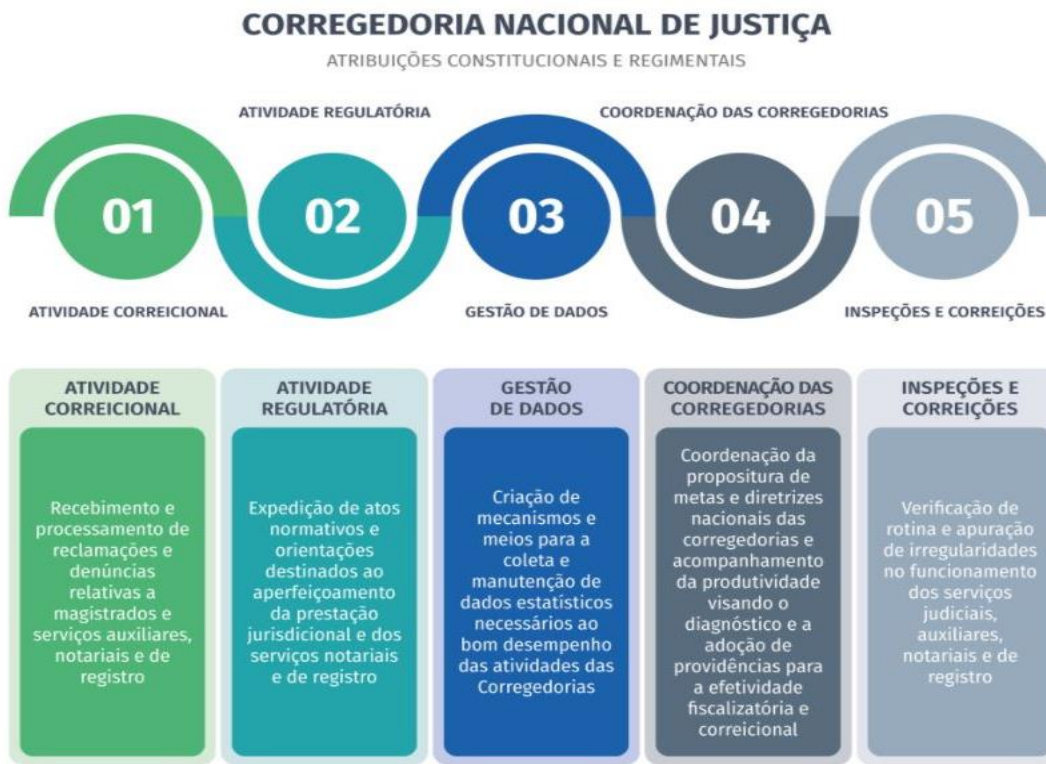 CORREGEDORIA NACIONAL DE JUSTIÇA
ATRIBUIÇÕES CONSTITUCIONAIS E REGIMENTAIS
ATIVIDADE REGULATÓRIA
COORDENAÇÃO DAS CORREGEDORIAS
01
02
03
04
05
ATIVIDADE CORREICIONAL
GESTÃO DE DADOS
INSPEÇÕES E CORREIÇÕES
ATIVIDADE
CORREICIONAL
Recebimento e
processamento de
reclamações e
denúncias
relativas a
magistrados e
serviços auxiliares,
notariais e de
registro
ATIVIDADE
REGULATÓRIA
Expedição de atos
normativos e
orientações
destinados ao
aperfeiçoamento
da prestação
jurisdicional e dos
serviços notariais
e de registro
GESTÃO
DE DADOS
Criação de
mecanismos e
meios para a
coleta e
manutenção de
dados estatísticos
necessários ao
bom desempenho
das atividades das
Corregedorias
COORDENAÇÃO DAS
CORREGEDORIAS
Coordenação da
propositura de
metas e diretrizes
nacionais das
corregedorias e
acompanhamento
da produtividade
visando o
diagnóstico e a
adoção de
providências para
a efetividade
fiscalizatória e
correicional
INSPEÇÕES E
CORREIÇÕES
Verificação de
rotina e apuração
de irregularidades
no funcionamento
dos serviços
judiciais,
auxiliares,
notariais e de
registro